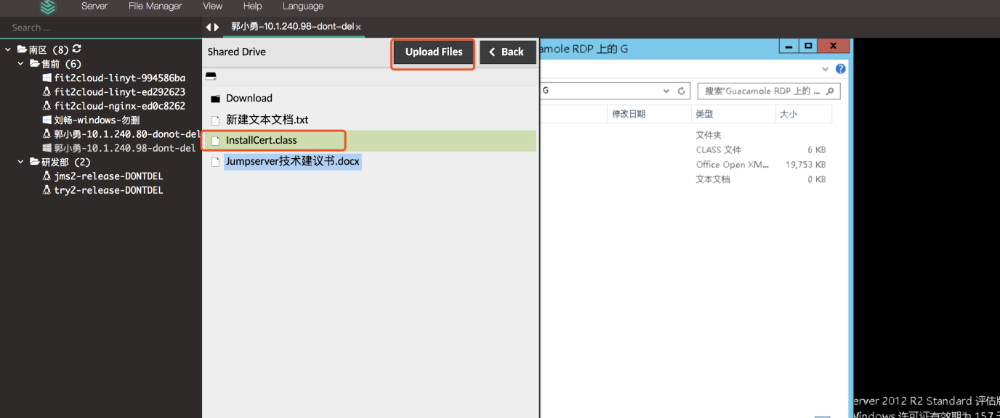 Server File Manager View Help Language
Search ...
郭小勇-10.1.240.98-dont-del
南区 (8)
售前 (6)
fit2cloud-linyt-994586ba
fit2cloud-linyt-ed292623
fit2cloud-nginx-ed0c8262
刘畅-windows-勿删
郭小勇-10.1.240.80-donot-del
郭小勇-10.1.240.98-dont-del
研发部 (2)
jms2-release-DONTDEL
try2-release-DONTDEL
Shared Drive
Upload Files
Back
Download
新建文本文档.txt
InstallCert.class
Jumpserver技术建议书.docx
amole RDP 上的 G
G
搜索"Guacamole RDP 上的 ...
修改日期 类型 大小
文件夹
CLASS 文件 6 KB
Office Open XM... 19,753 KB
文本文档 0 KB
erver 2012 R2 Standard 评估版
Windows 许可证有效期为 157 天